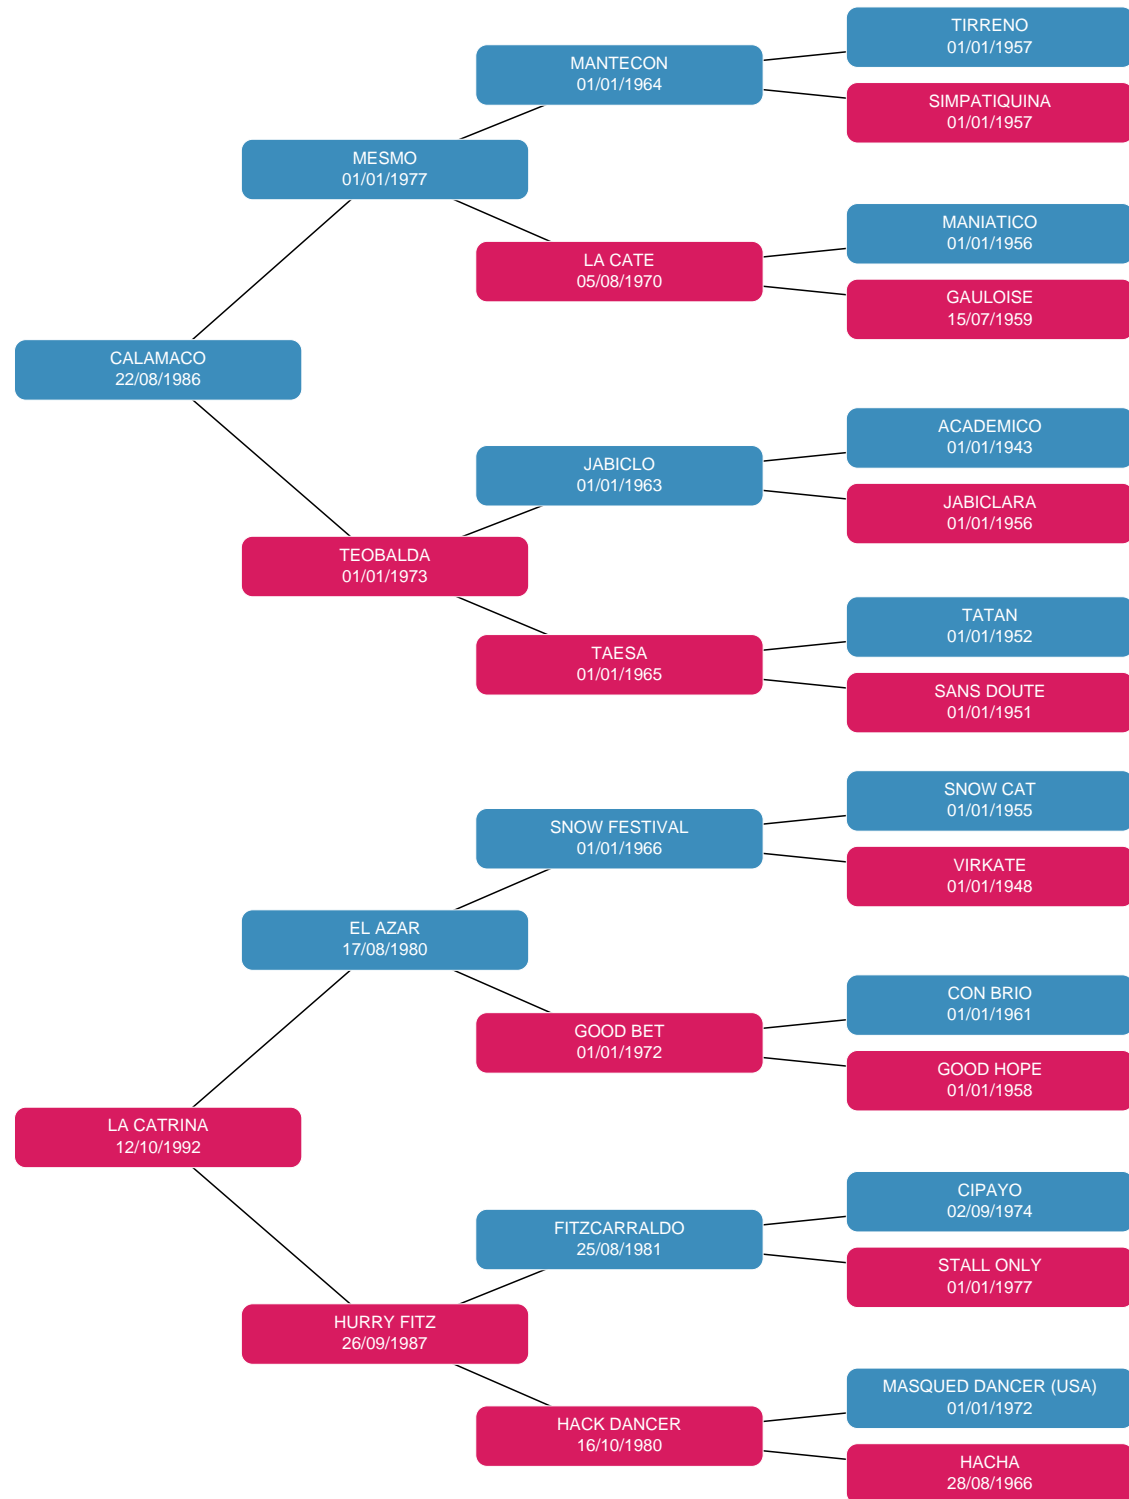 TIRRENO
01/01/1957
MANTECON
01/01/1964
SIMPATIQUINA
01/01/1957
MESMO
01/01/1977
MANIATICO
01/01/1956
LA CATE
05/08/1970
GAULOISE
15/07/1959
CALAMACO
22/08/1986
ACADEMICO
01/01/1943
JABICLO
01/01/1963
JABICLARA
01/01/1956
TEOBALDA
01/01/1973
TATAN
01/01/1952
TAESA
01/01/1965
SANS DOUTE
01/01/1951
SNOW CAT
01/01/1955
SNOW FESTIVAL
01/01/1966
VIRKATE
01/01/1948
EL AZAR
17/08/1980
CON BRIO
01/01/1961
GOOD BET
01/01/1972
GOOD HOPE
01/01/1958
LA CATRINA
12/10/1992
CIPAYO
02/09/1974
FITZCARRALDO
25/08/1981
STALL ONLY
01/01/1977
HURRY FITZ
26/09/1987
MASQUED DANCER (USA)
01/01/1972
HACK DANCER
16/10/1980
HACHA
28/08/1966